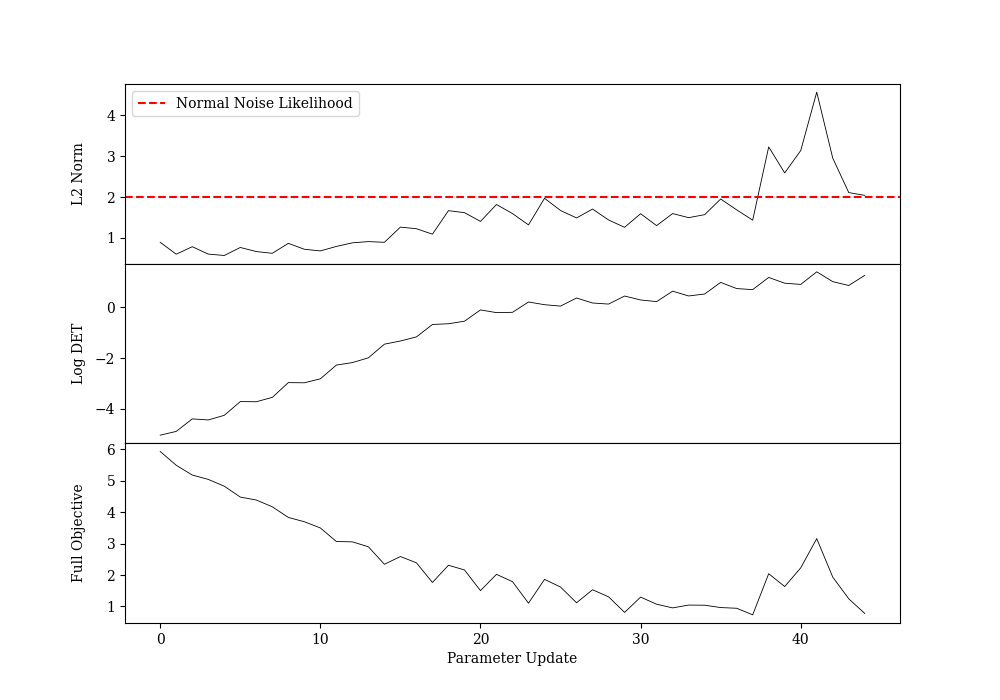 Normal Noise Likelihood
4
3
2
1
L2 Norm
0
−2
−4
Log DET
6
5
4
3
2
1
Full Objective
0 10 20 30 40
Parameter Update